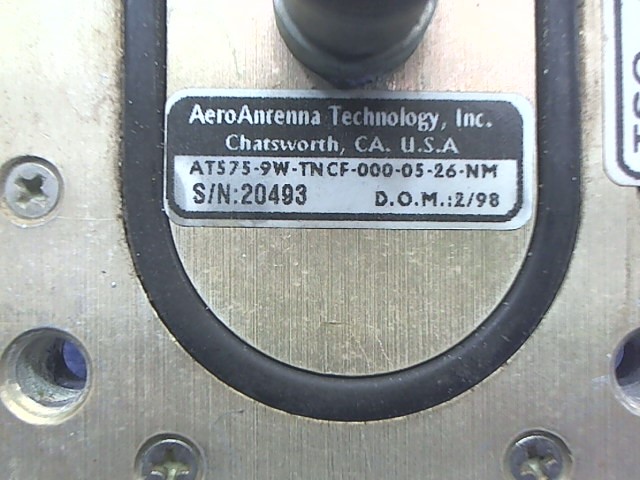 AeroAntenna Technology, Inc.
Chatsworth, CA. U.S.A
AT575-9W-TNCF-000-05-26-NM
S/N:20493 D.O.M.:2/98